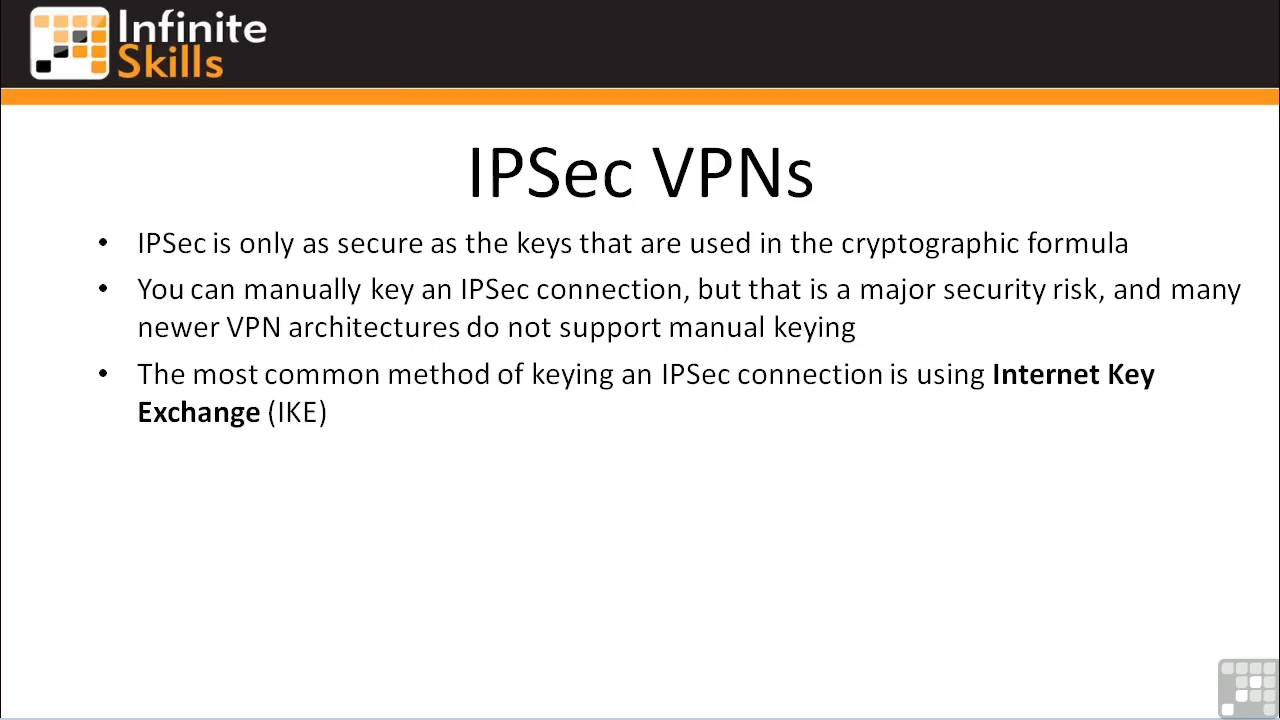 Infinite
Skills
IPSec VPNs
• IPSec is only as secure as the keys that are used in the cryptographic formula
• You can manually key an IPSec connection, but that is a major security risk, and many
newer VPN architectures do not support manual keying
• The most common method of keying an IPSec connection is using Internet Key
Exchange (IKE)